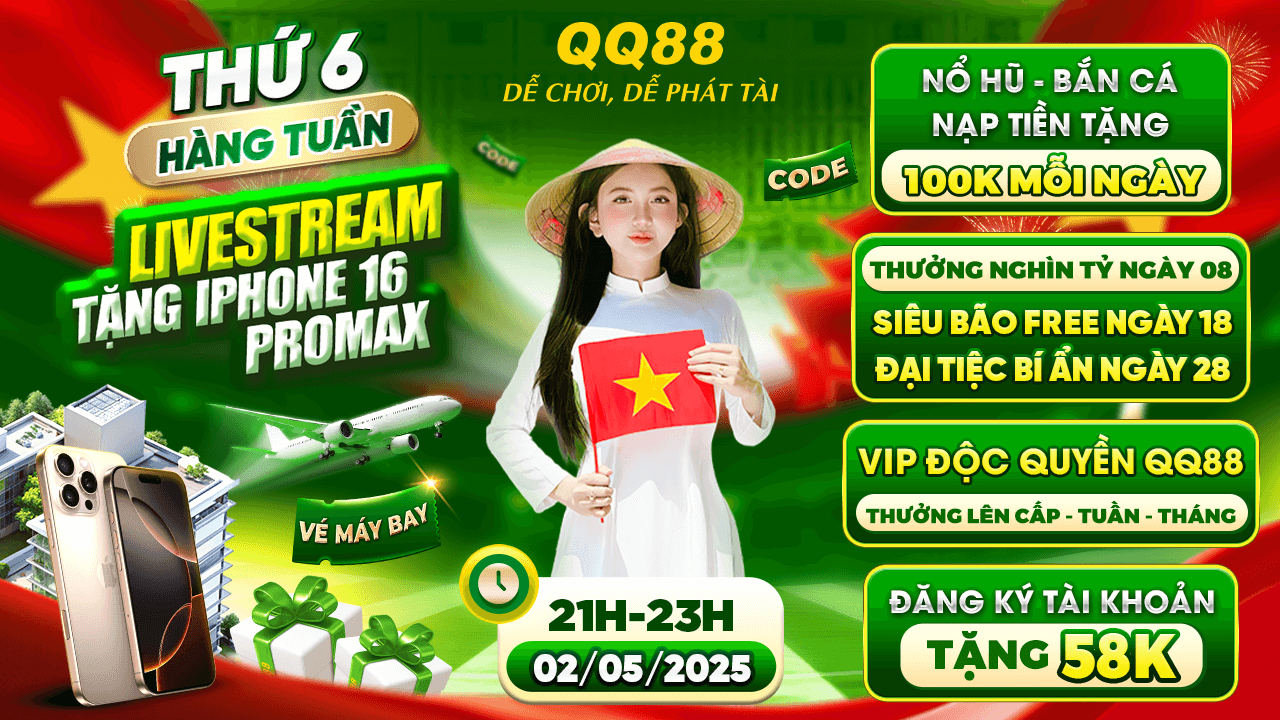 QQ88
DỄ CHƠI, DỄ PHÁT TÀI
THỨ 6
HÀNG TUẦN
LIVESTREAM
TẶNG IPHONE 16
PROMAX
CODE
CODE
VÉ MÁY BAY
21H-23H
02/05/2025
NỔ HŨ - BẮN CÁ
NẠP TIỀN TẶNG
100K MỖI NGÀY
THƯỞNG NGHÌN TỶ NGÀY 08
SIÊU BÃO FREE NGÀY 18
ĐẠI TIỆC BÍ ẨN NGÀY 28
VIP ĐỘC QUYỀN QQ88
THƯỞNG LÊN CẤP - TUẦN - THÁNG
ĐĂNG KÝ TÀI KHOẢN
TẶNG 58K